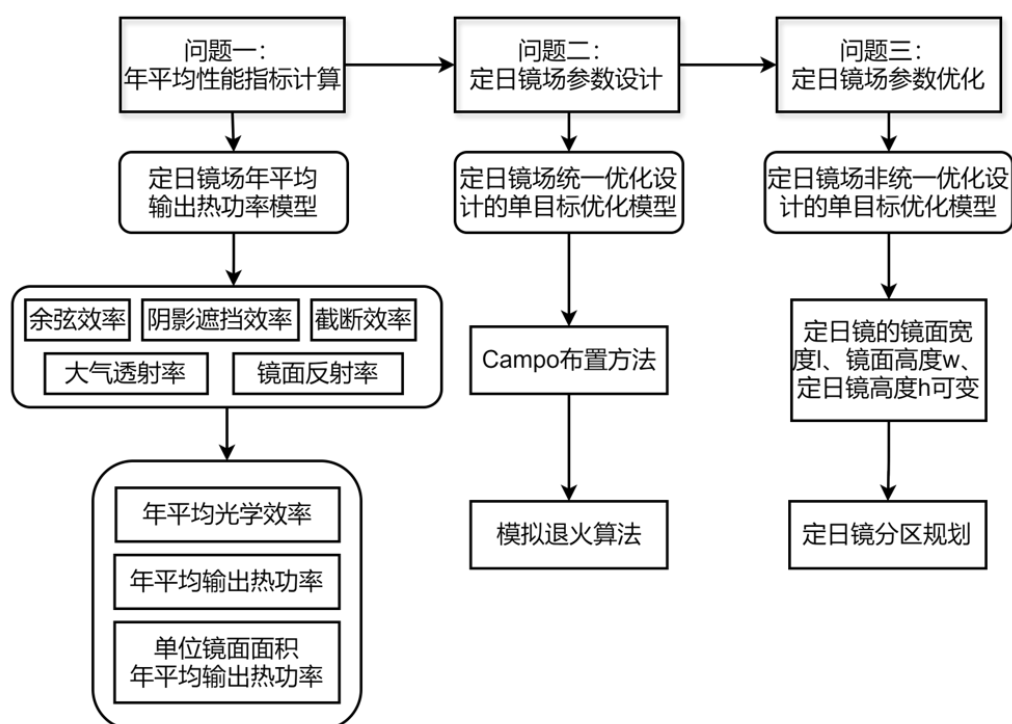 问题一：
年平均性能指标计算
问题二：
定日镜场参数设计
问题三：
定日镜场参数优化
定日镜场年平均
输出热功率模型
定日镜场统一优化设
计的单目标优化模型
定日镜场非统一优化设
计的单目标优化模型
余弦效率
阴影遮挡效率
截断效率
大气透射率
镜面反射率
Campo布置方法
定日镜的镜面宽
度l、镜面高度w、
定日镜高度h可变
年平均光学效率
年平均输出热功率
单位镜面面积
年平均输出热功率
模拟退火算法
定日镜分区规划